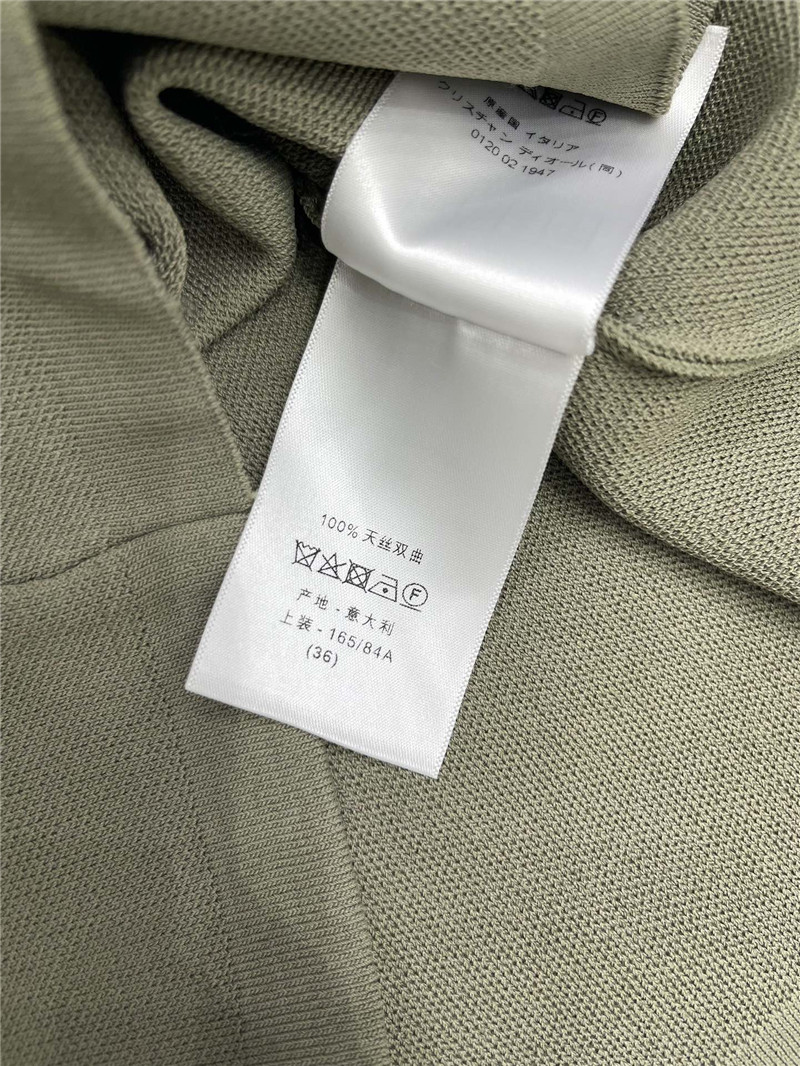 原産国 イタリア
クリスチャン ディオール(同)
0120 02 1947
100% 天丝双曲
F
产地 - 意大利
上装 - 165/84A
(36)